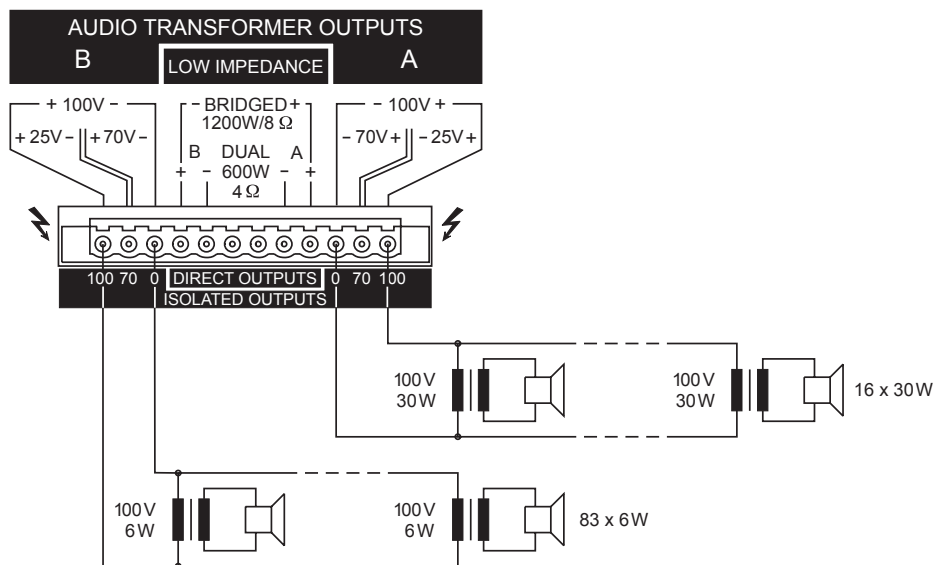 AUDIO TRANSFORMER OUTPUTS
B
LOW IMPEDANCE
A
+ 100V -
- BRIDGED +
1200W/8 Ω
- 100V +
+ 25V -
+ 70V -
- 70V +
- 25V +
B DUAL A
+ - 600W - +
4 Ω
100 70 0 DIRECT OUTPUTS 0 70 100
ISOLATED OUTPUTS
100V
30W
100V
30W
16 x 30W
100V
6W
100V
6W
83 x 6W